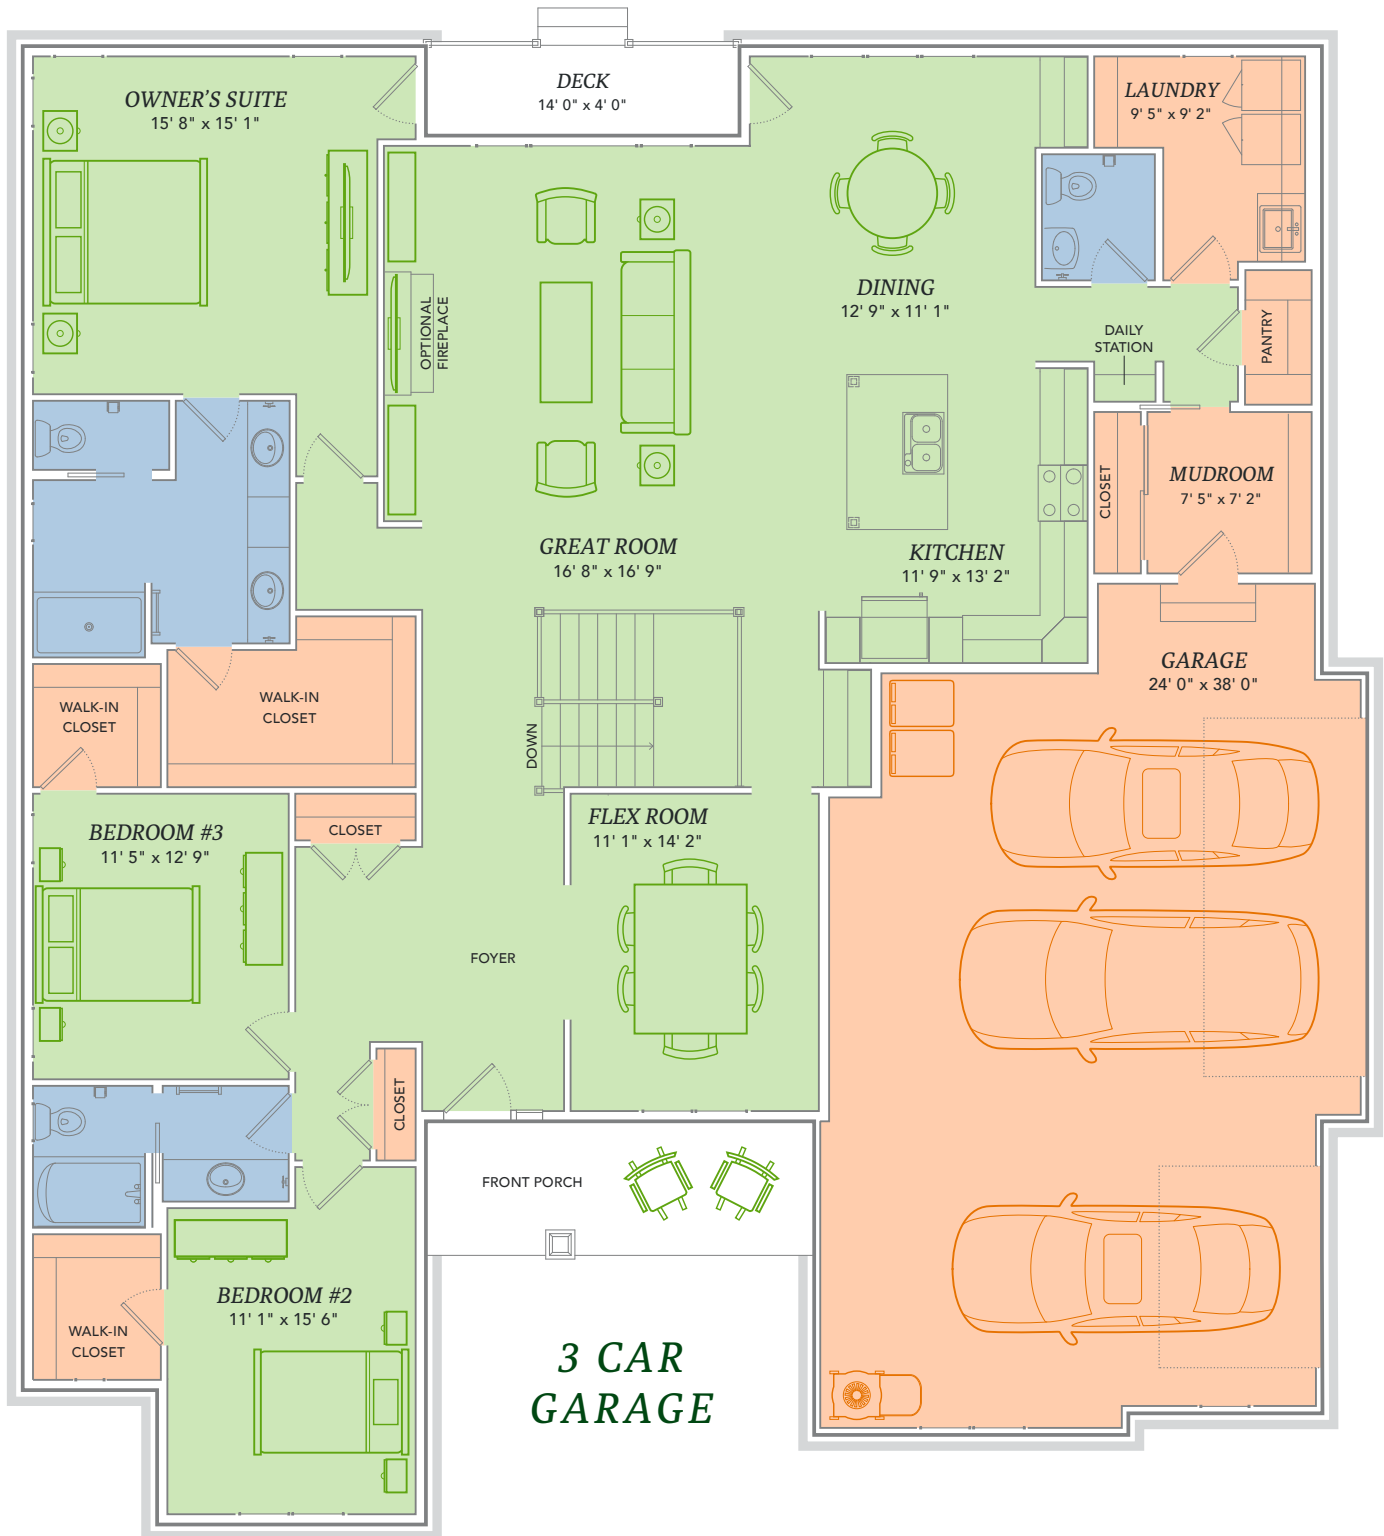 DECK
14' 0" x 4' 0"
OWNER'S SUITE
15' 8" x 15' 1"
LAUNDRY
9' 5" x 9' 2"
DINING
12' 9" x 11' 1"
OPTIONAL
FIREPLACE
DAILY
STATION
PANTRY
CLOSET
MUDROOM
7' 5" x 7' 2"
GREAT ROOM
16' 8" x 16' 9"
KITCHEN
11' 9" x 13' 2"
GARAGE
24' 0" x 38' 0"
WALK-IN
CLOSET
WALK-IN
CLOSET
DOWN
BEDROOM #3
11' 5" x 12' 9"
CLOSET
FLEX ROOM
11' 1" x 14' 2"
FOYER
CLOSET
FRONT PORCH
BEDROOM #2
11' 1" x 15' 6"
WALK-IN
CLOSET
3 CAR
GARAGE